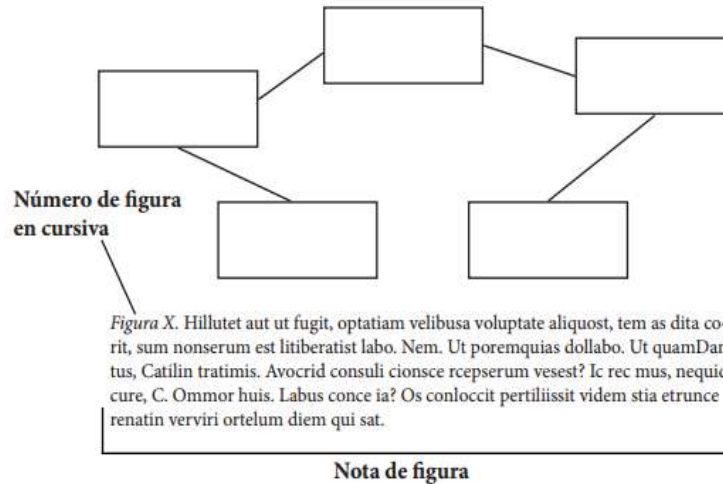 Número de figura
en cursiva
Figura X. Hillutet aut ut fugit, optatiam velibusa voluptate aliquost, tem as dita co-
rit, sum nonserum est litiberatist labo. Nem. Ut poremquias dollabo. Ut quamDan
tus, Catilin tratimis. Avocrid consuli cionsce rcepserum vesest? Ic rec mus, nequid
cure, C. Ommor huis. Labus conce ia? Os conloccit pertiliissit videm stia etrunce
renatin verviri ortelum diem qui sat.
Nota de figura